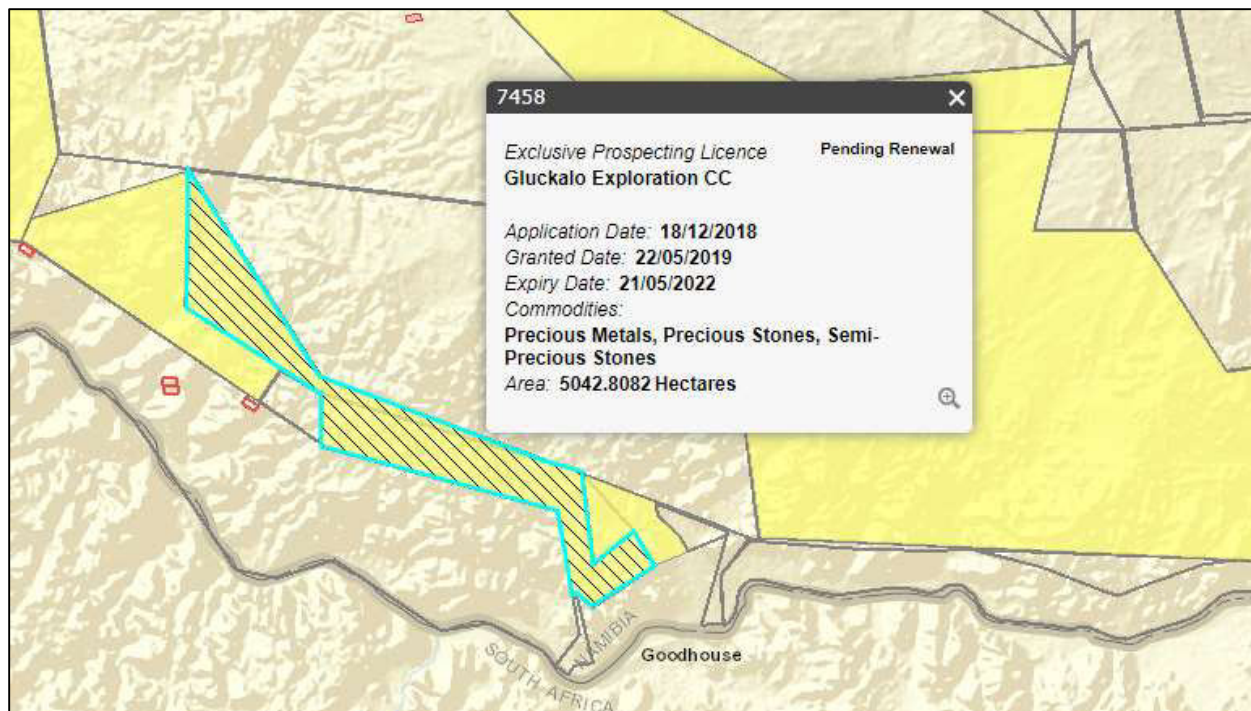 7458
Exclusive Prospecting Licence
Pending Renewal
Gluckalo Exploration CC
Application Date: 18/12/2018
Granted Date: 22/05/2019
Expiry Date: 21/05/2022
Commodities:
Precious Metals, Precious Stones, Semi-
Precious Stones
Area: 5042.8082 Hectares
NAMIBIA
SOUTH AFRICA
Goodhouse